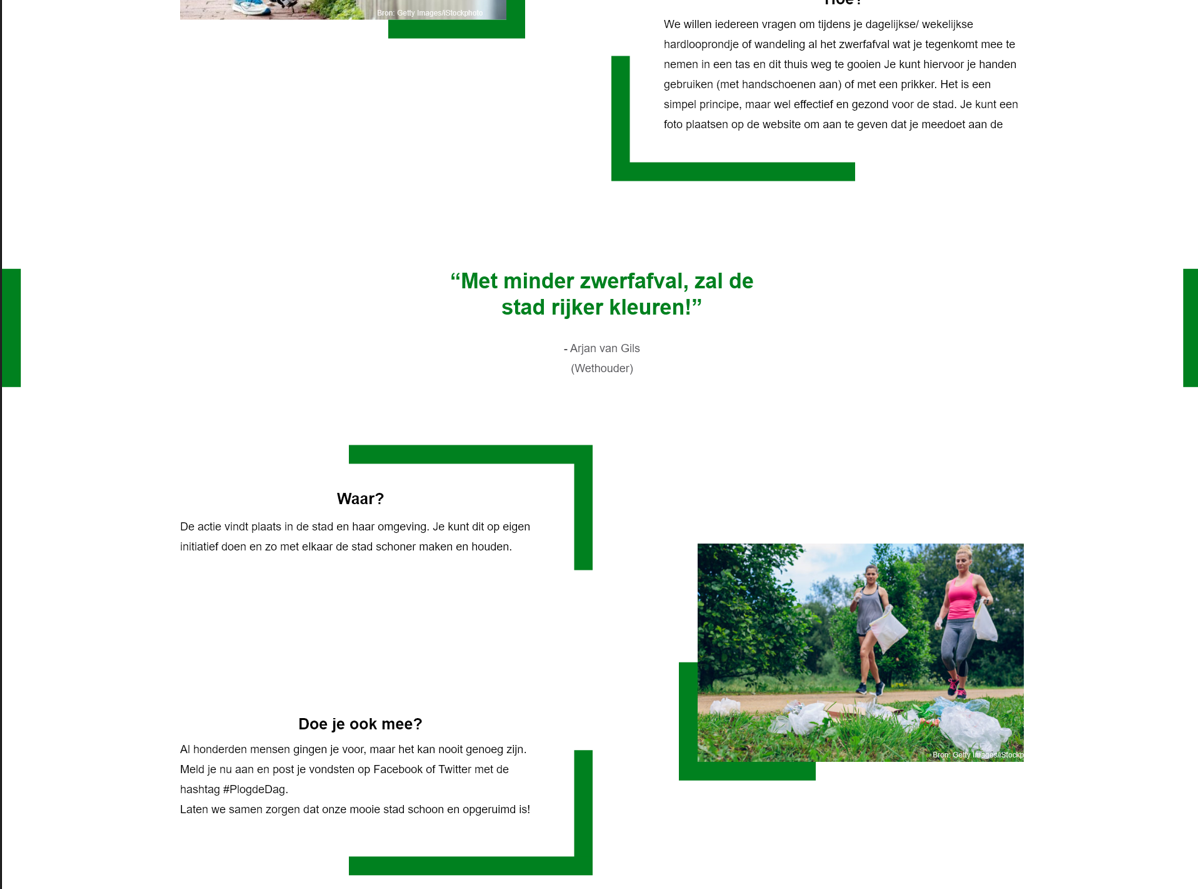 Bron: Getty Images/iStockphoto
Hoe?
We willen iedereen vragen om tijdens je dagelijkse/ wekelijkse
hardlooprondje of wandeling al het zwerfafval wat je tegenkomt mee te
nemen in een tas en dit thuis weg te gooien Je kunt hiervoor je handen
gebruiken (met handschoenen aan) of met een prikker. Het is een
simpel principe, maar wel effectief en gezond voor de stad. Je kunt een
foto plaatsen op de website om aan te geven dat je meedoet aan de
“Met minder zwerfafval, zal de
stad rijker kleuren!”
- Arjan van Gils
(Wethouder)
Waar?
De actie vindt plaats in de stad en haar omgeving. Je kunt dit op eigen
initiatief doen en zo met elkaar de stad schoner maken en houden.
Bron: Getty Images/iStockp
Doe je ook mee?
Al honderden mensen gingen je voor, maar het kan nooit genoeg zijn.
Meld je nu aan en post je vondsten op Facebook of Twitter met de
hashtag #PlogdeDag.
Laten we samen zorgen dat onze mooie stad schoon en opgeruimd is!